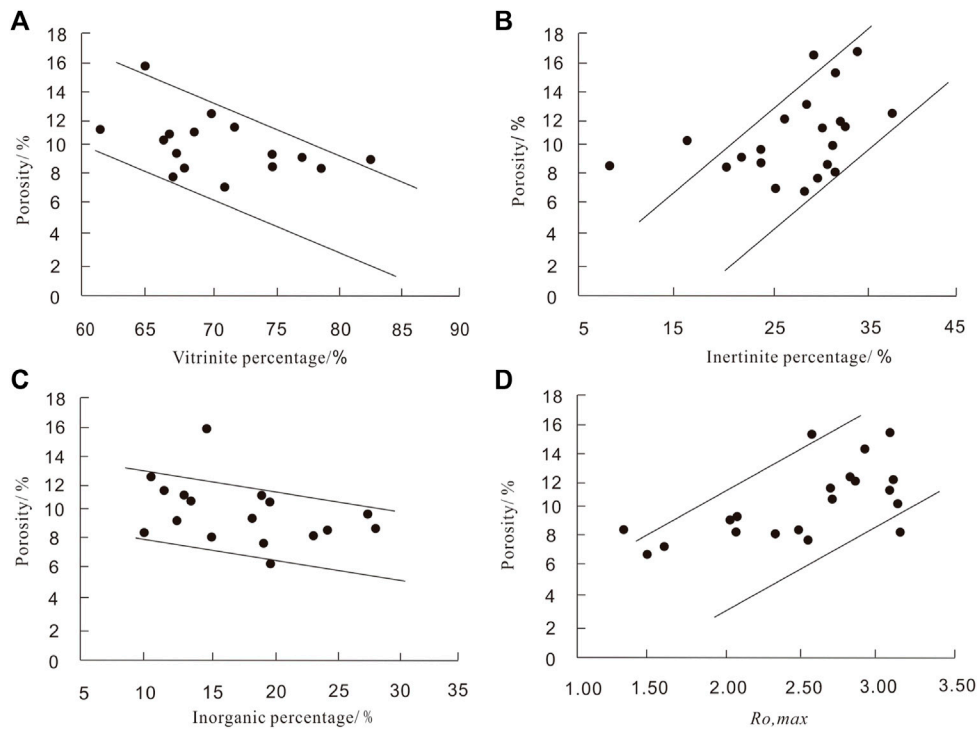 A
Porosity/ %
18
16
14
12
10
8
6
4
2
0
60 65 70 75 80 85 90
Vitrinite percentage/%
B
Porosity/ %
18
16
14
12
10
8
6
4
2
0
5 15 25 35 45
Inertinite percentage/ %
C
Porosity/ %
18
16
14
12
10
8
6
4
2
0
5 10 15 20 25 30 35
Inorganic percentage/ %
D
Porosity/ %
18
16
14
12
10
8
6
4
2
0
1.00 1.50 2.00 2.50 3.00 3.50
Ro,max